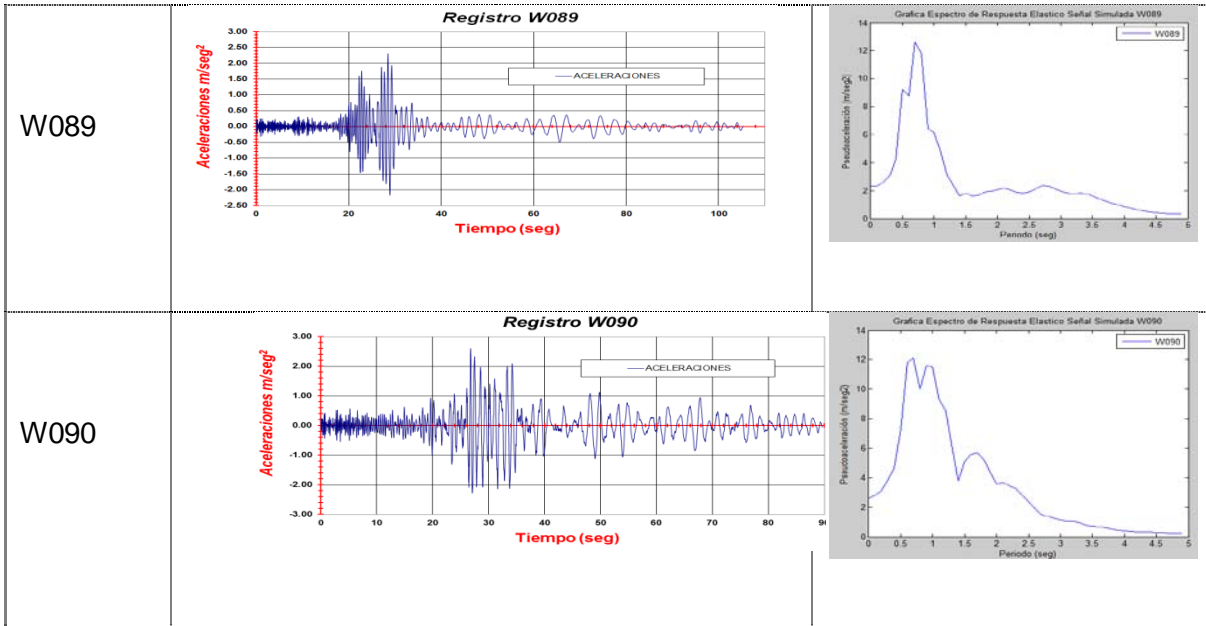 W089
Registro W089
Aceleraciones m/seg²
3.00
2.50
2.00
1.50
1.00
0.50
0.00
-0.50
-1.00
-1.50
-2.00
-2.50
ACELERACIONES
0 20 40 60 80 100
Tiempo (seg)
Grafica Espectro de Respuesta Elastico Señal Simulada W089
W089
Pseudoaceleración (m/seg2)
14
12
10
8
6
4
2
0
0 0.5 1 1.5 2 2.5 3 3.5 4 4.5 5
Periodo (seg)
W090
Registro W090
Aceleraciones m/seg²
3.00
2.00
1.00
0.00
-1.00
-2.00
-3.00
ACELERACIONES
0 10 20 30 40 50 60 70 80 90
Tiempo (seg)
Grafica Espectro de Respuesta Elastico Señal Simulada W090
W090
Pseudoaceleración (m/seg2)
14
12
10
8
6
4
2
0
0 0.5 1 1.5 2 2.5 3 3.5 4 4.5 5
Periodo (seg)